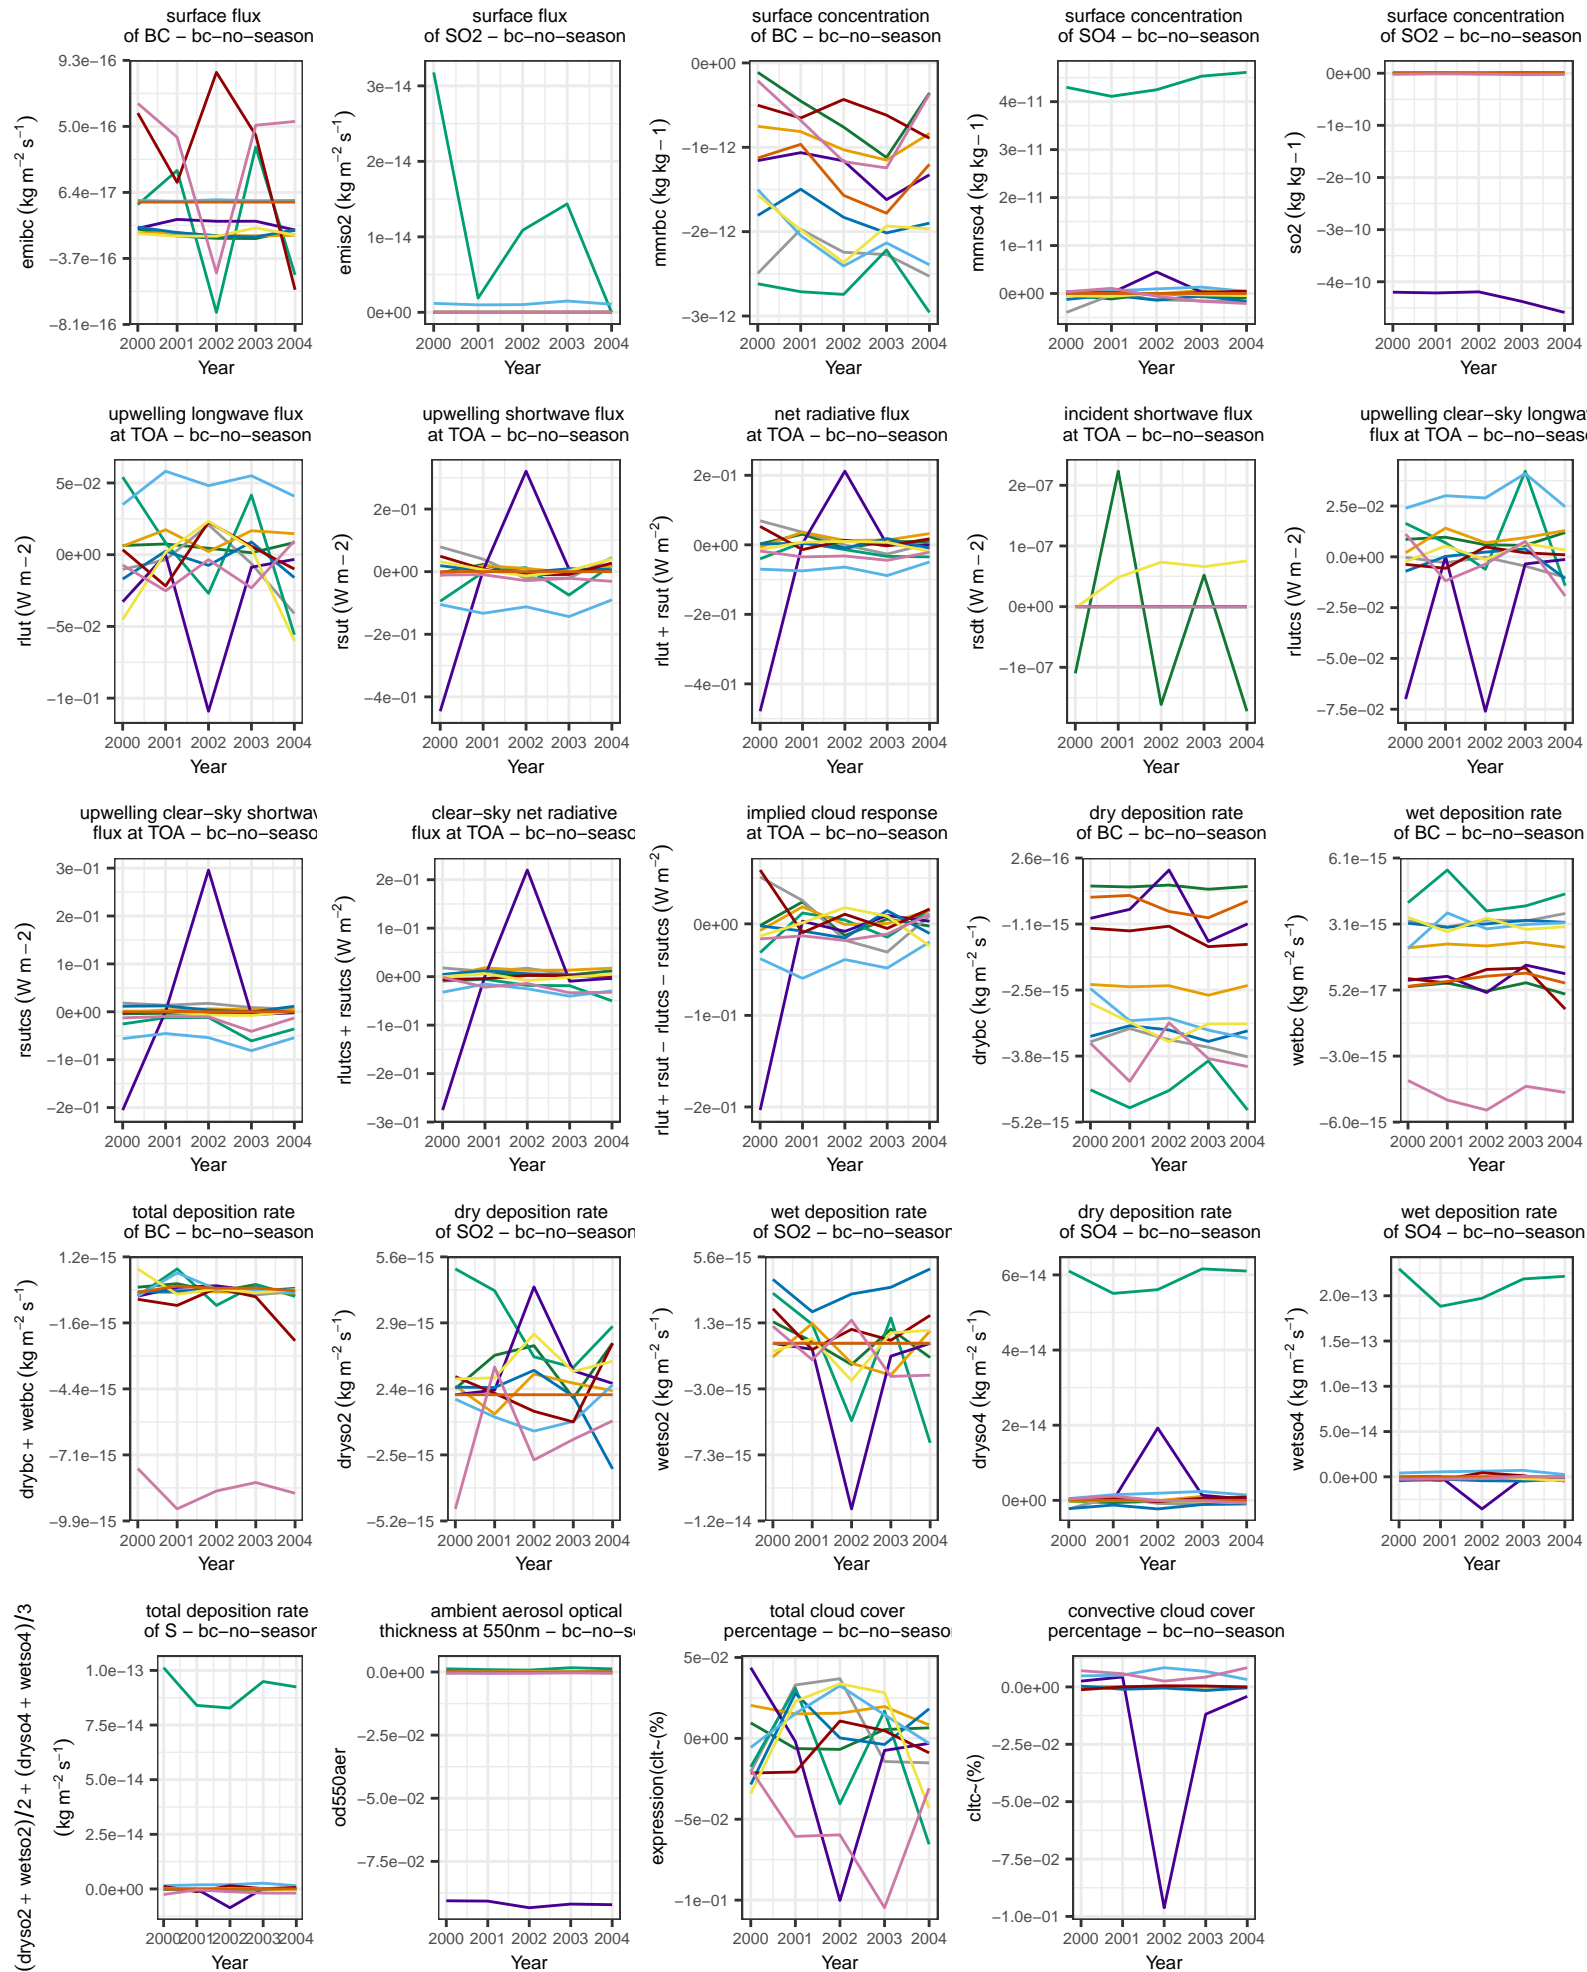 surface flux
of BC − bc−no−season
emibc (kg m−2 s−1)
9.3e−16
5.0e−16
6.4e−17
−3.7e−16
−8.1e−16
2000 2001 2002 2003 2004
Year
surface flux
of SO2 − bc−no−season
emiso2 (kg m−2 s−1)
3e−14
2e−14
1e−14
0e+00
2000 2001 2002 2003 2004
Year
surface concentration
of BC − bc−no−season
mmrbc (kg kg − 1)
0e+00
−1e−12
−2e−12
−3e−12
2000 2001 2002 2003 2004
Year
surface concentration
of SO4 − bc−no−season
mmrso4 (kg kg − 1)
4e−11
3e−11
2e−11
1e−11
0e+00
2000 2001 2002 2003 2004
Year
surface concentration
of SO2 − bc−no−season
so2 (kg kg − 1)
0e+00
−1e−10
−2e−10
−3e−10
−4e−10
2000 2001 2002 2003 2004
Year
upwelling longwave flux
at TOA − bc−no−season
rlut (W m − 2)
5e−02
0e+00
−5e−02
−1e−01
2000 2001 2002 2003 2004
Year
upwelling shortwave flux
at TOA − bc−no−season
rsut (W m − 2)
2e−01
0e+00
−2e−01
−4e−01
2000 2001 2002 2003 2004
Year
net radiative flux
at TOA − bc−no−season
rlut + rsut (W m−2)
2e−01
0e+00
−2e−01
−4e−01
2000 2001 2002 2003 2004
Year
incident shortwave flux
at TOA − bc−no−season
rsdt (W m − 2)
2e−07
1e−07
0e+00
−1e−07
2000 2001 2002 2003 2004
Year
upwelling clear−sky longwa
flux at TOA − bc−no−seas
rlutcs (W m − 2)
2.5e−02
0.0e+00
−2.5e−02
−5.0e−02
−7.5e−02
2000 2001 2002 2003 2004
Year
upwelling clear−sky shortwav
flux at TOA − bc−no−seaso
rsutcs (W m − 2)
3e−01
2e−01
1e−01
0e+00
−1e−01
−2e−01
2000 2001 2002 2003 2004
Year
clear−sky net radiative
flux at TOA − bc−no−seaso
rlutcs + rsutcs (W m−2)
2e−01
1e−01
0e+00
−1e−01
−2e−01
−3e−01
2000 2001 2002 2003 2004
Year
implied cloud response
at TOA − bc−no−season
rlut + rsut − rlutcs − rsutcs (W m−2)
0e+00
−1e−01
−2e−01
2000 2001 2002 2003 2004
Year
dry deposition rate
of BC − bc−no−season
drybc (kg m−2 s−1)
2.6e−16
−1.1e−15
−2.5e−15
−3.8e−15
−5.2e−15
2000 2001 2002 2003 2004
Year
wet deposition rate
of BC − bc−no−season
wetbc (kg m−2 s−1)
6.1e−15
3.1e−15
5.2e−17
−3.0e−15
−6.0e−15
2000 2001 2002 2003 2004
Year
total deposition rate
of BC − bc−no−season
drybc + wetbc (kg m−2 s−1)
1.2e−15
−1.6e−15
−4.4e−15
−7.1e−15
−9.9e−15
2000 2001 2002 2003 2004
Year
dry deposition rate
of SO2 − bc−no−season
dryso2 (kg m−2 s−1)
5.6e−15
2.9e−15
2.4e−16
−2.5e−15
−5.2e−15
2000 2001 2002 2003 2004
Year
wet deposition rate
of SO2 − bc−no−season
wetso2 (kg m−2 s−1)
5.6e−15
1.3e−15
−3.0e−15
−7.3e−15
−1.2e−14
2000 2001 2002 2003 2004
Year
dry deposition rate
of SO4 − bc−no−season
dryso4 (kg m−2 s−1)
6e−14
4e−14
2e−14
0e+00
2000 2001 2002 2003 2004
Year
wet deposition rate
of SO4 − bc−no−season
wetso4 (kg m−2 s−1)
2.0e−13
1.5e−13
1.0e−13
5.0e−14
0.0e+00
2000 2001 2002 2003 2004
Year
total deposition rate
of S − bc−no−season
(dryso2 + wetso2)/2 + (dryso4 + wetso4)/3
(kg m−2 s−1)
1.0e−13
7.5e−14
5.0e−14
2.5e−14
0.0e+00
2000 2001 2002 2003 2004
Year
ambient aerosol optical
thickness at 550nm − bc−no−se
od550aer
0.0e+00
−2.5e−02
−5.0e−02
−7.5e−02
2000 2001 2002 2003 2004
Year
total cloud cover
percentage − bc−no−season
expression(clt~(%)
5e−02
0e+00
−5e−02
−1e−01
2000 2001 2002 2003 2004
Year
convective cloud cover
percentage − bc−no−season
cltc~(%)
0.0e+00
−2.5e−02
−5.0e−02
−7.5e−02
−1.0e−01
2000 2001 2002 2003 2004
Year